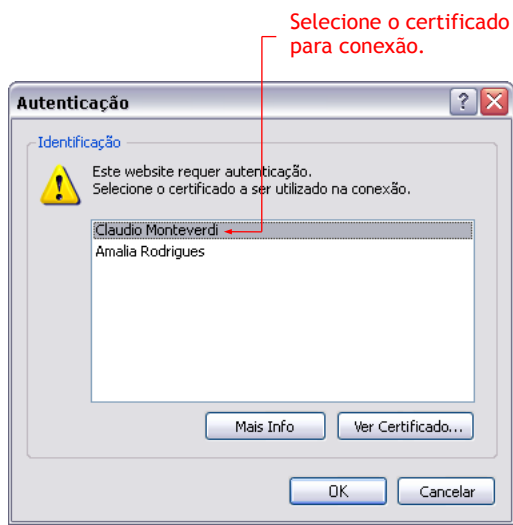 Selecione o certificado
para conexão.
Autenticação
Identificação
Este website requer autenticação.
Selecione o certificado a ser utilizado na conexão.
Claudio Monteverdi
Amalia Rodrigues
Mais Info
Ver Certificado...
OK
Cancelar